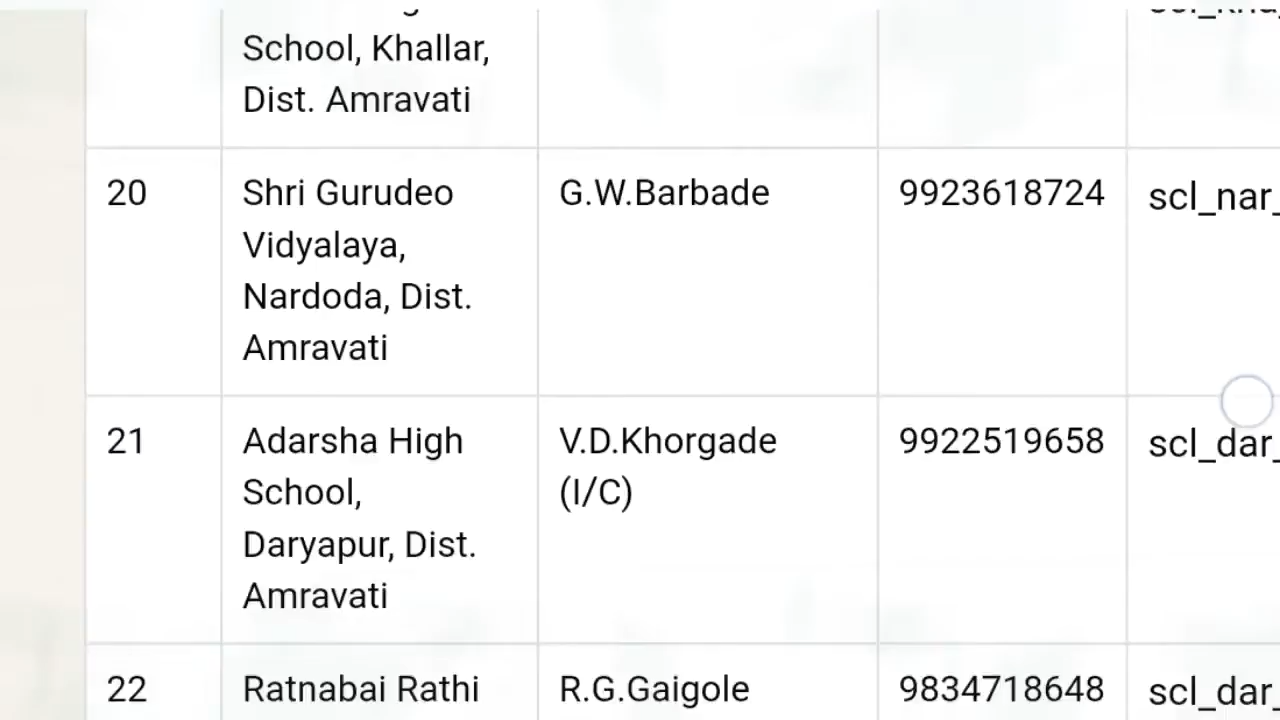 School, Khallar,
Dist. Amravati
20 Shri Gurudeo G.W.Barbade 9923618724 scl_nar_
Vidyalaya,
Nardoda, Dist.
Amravati
21 Adarsha High V.D.Khorgade 9922519658 scl_dar_
School, (I/C)
Daryapur, Dist.
Amravati
22 Ratnabai Rathi R.G.Gaigole 9834718648 scl_dar_